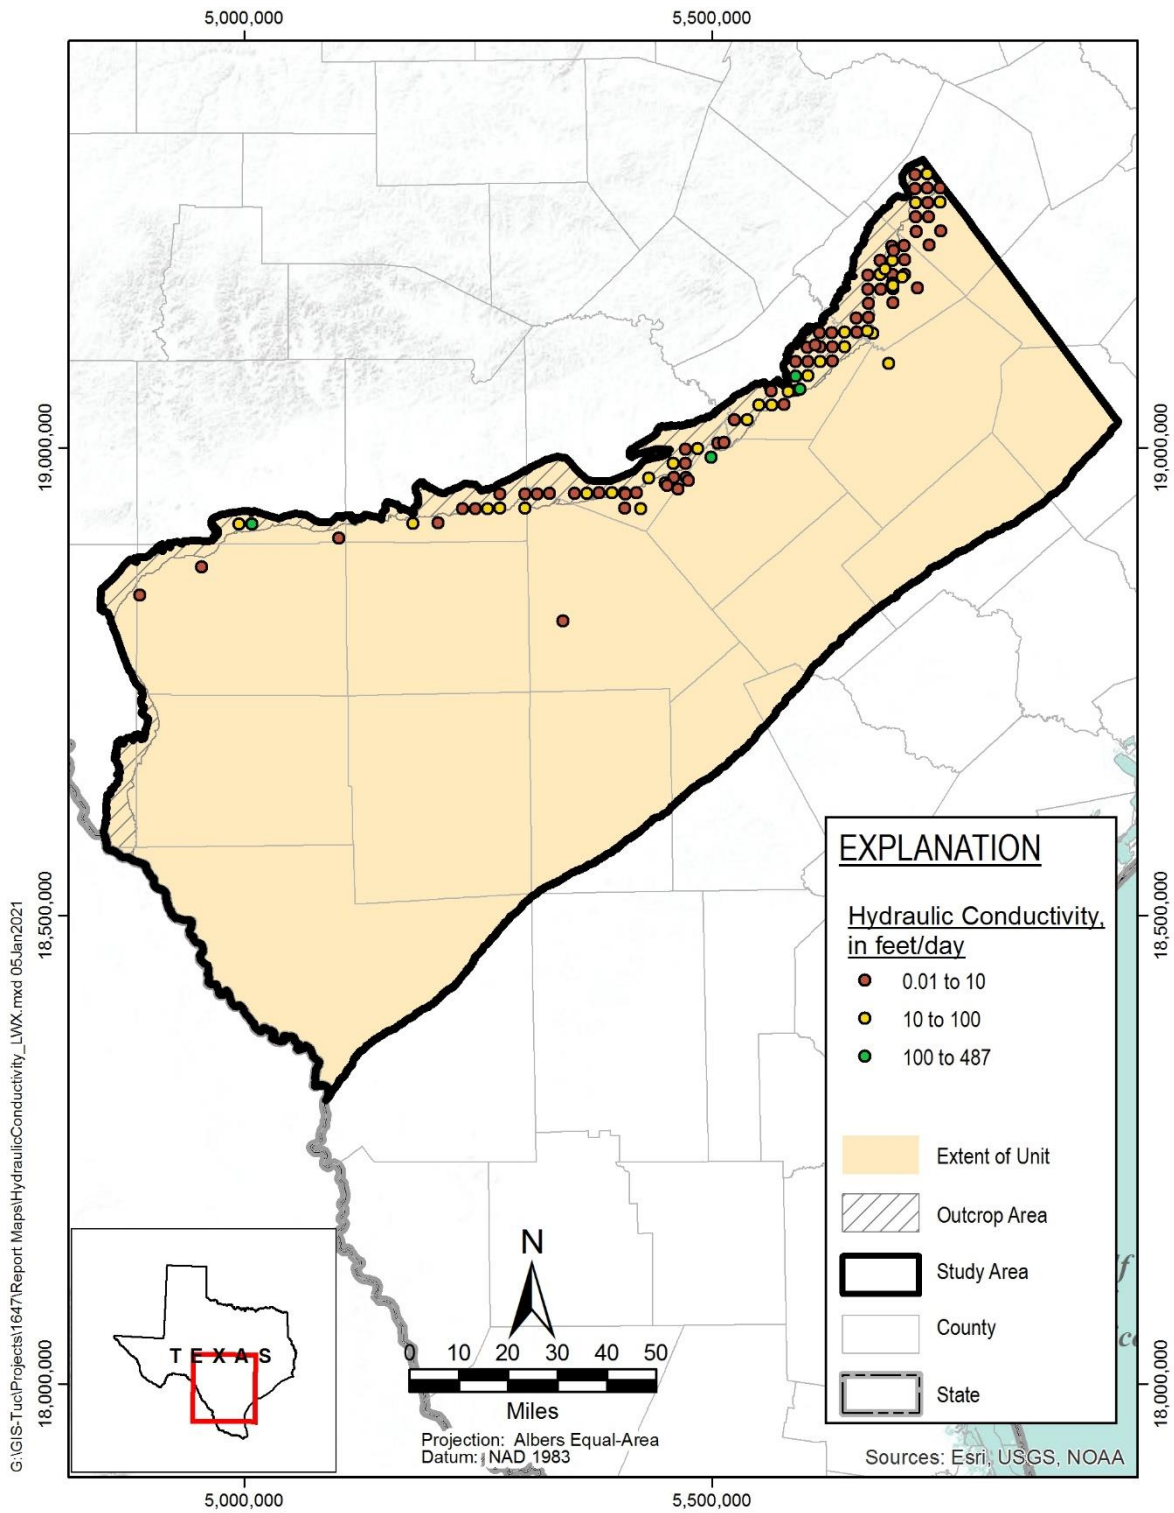 5,000,000
5,500,000
19,000,000
19,000,000
18,500,000
18,500,000
18,000,000
18,000,000
G:\GIS-Tuc\Projects\1647\Report Maps\HydraulicConductivity_LWX.mxd 05Jan2021
EXPLANATION
Hydraulic Conductivity,
in feet/day
0.01 to 10
10 to 100
100 to 487
Extent of Unit
Outcrop Area
Study Area
County
State
TEXAS
N
0 10 20 30 40 50
Miles
Projection: Albers Equal-Area
Datum: NAD 1983
Sources: Esri, USGS, NOAA
5,000,000
5,500,000